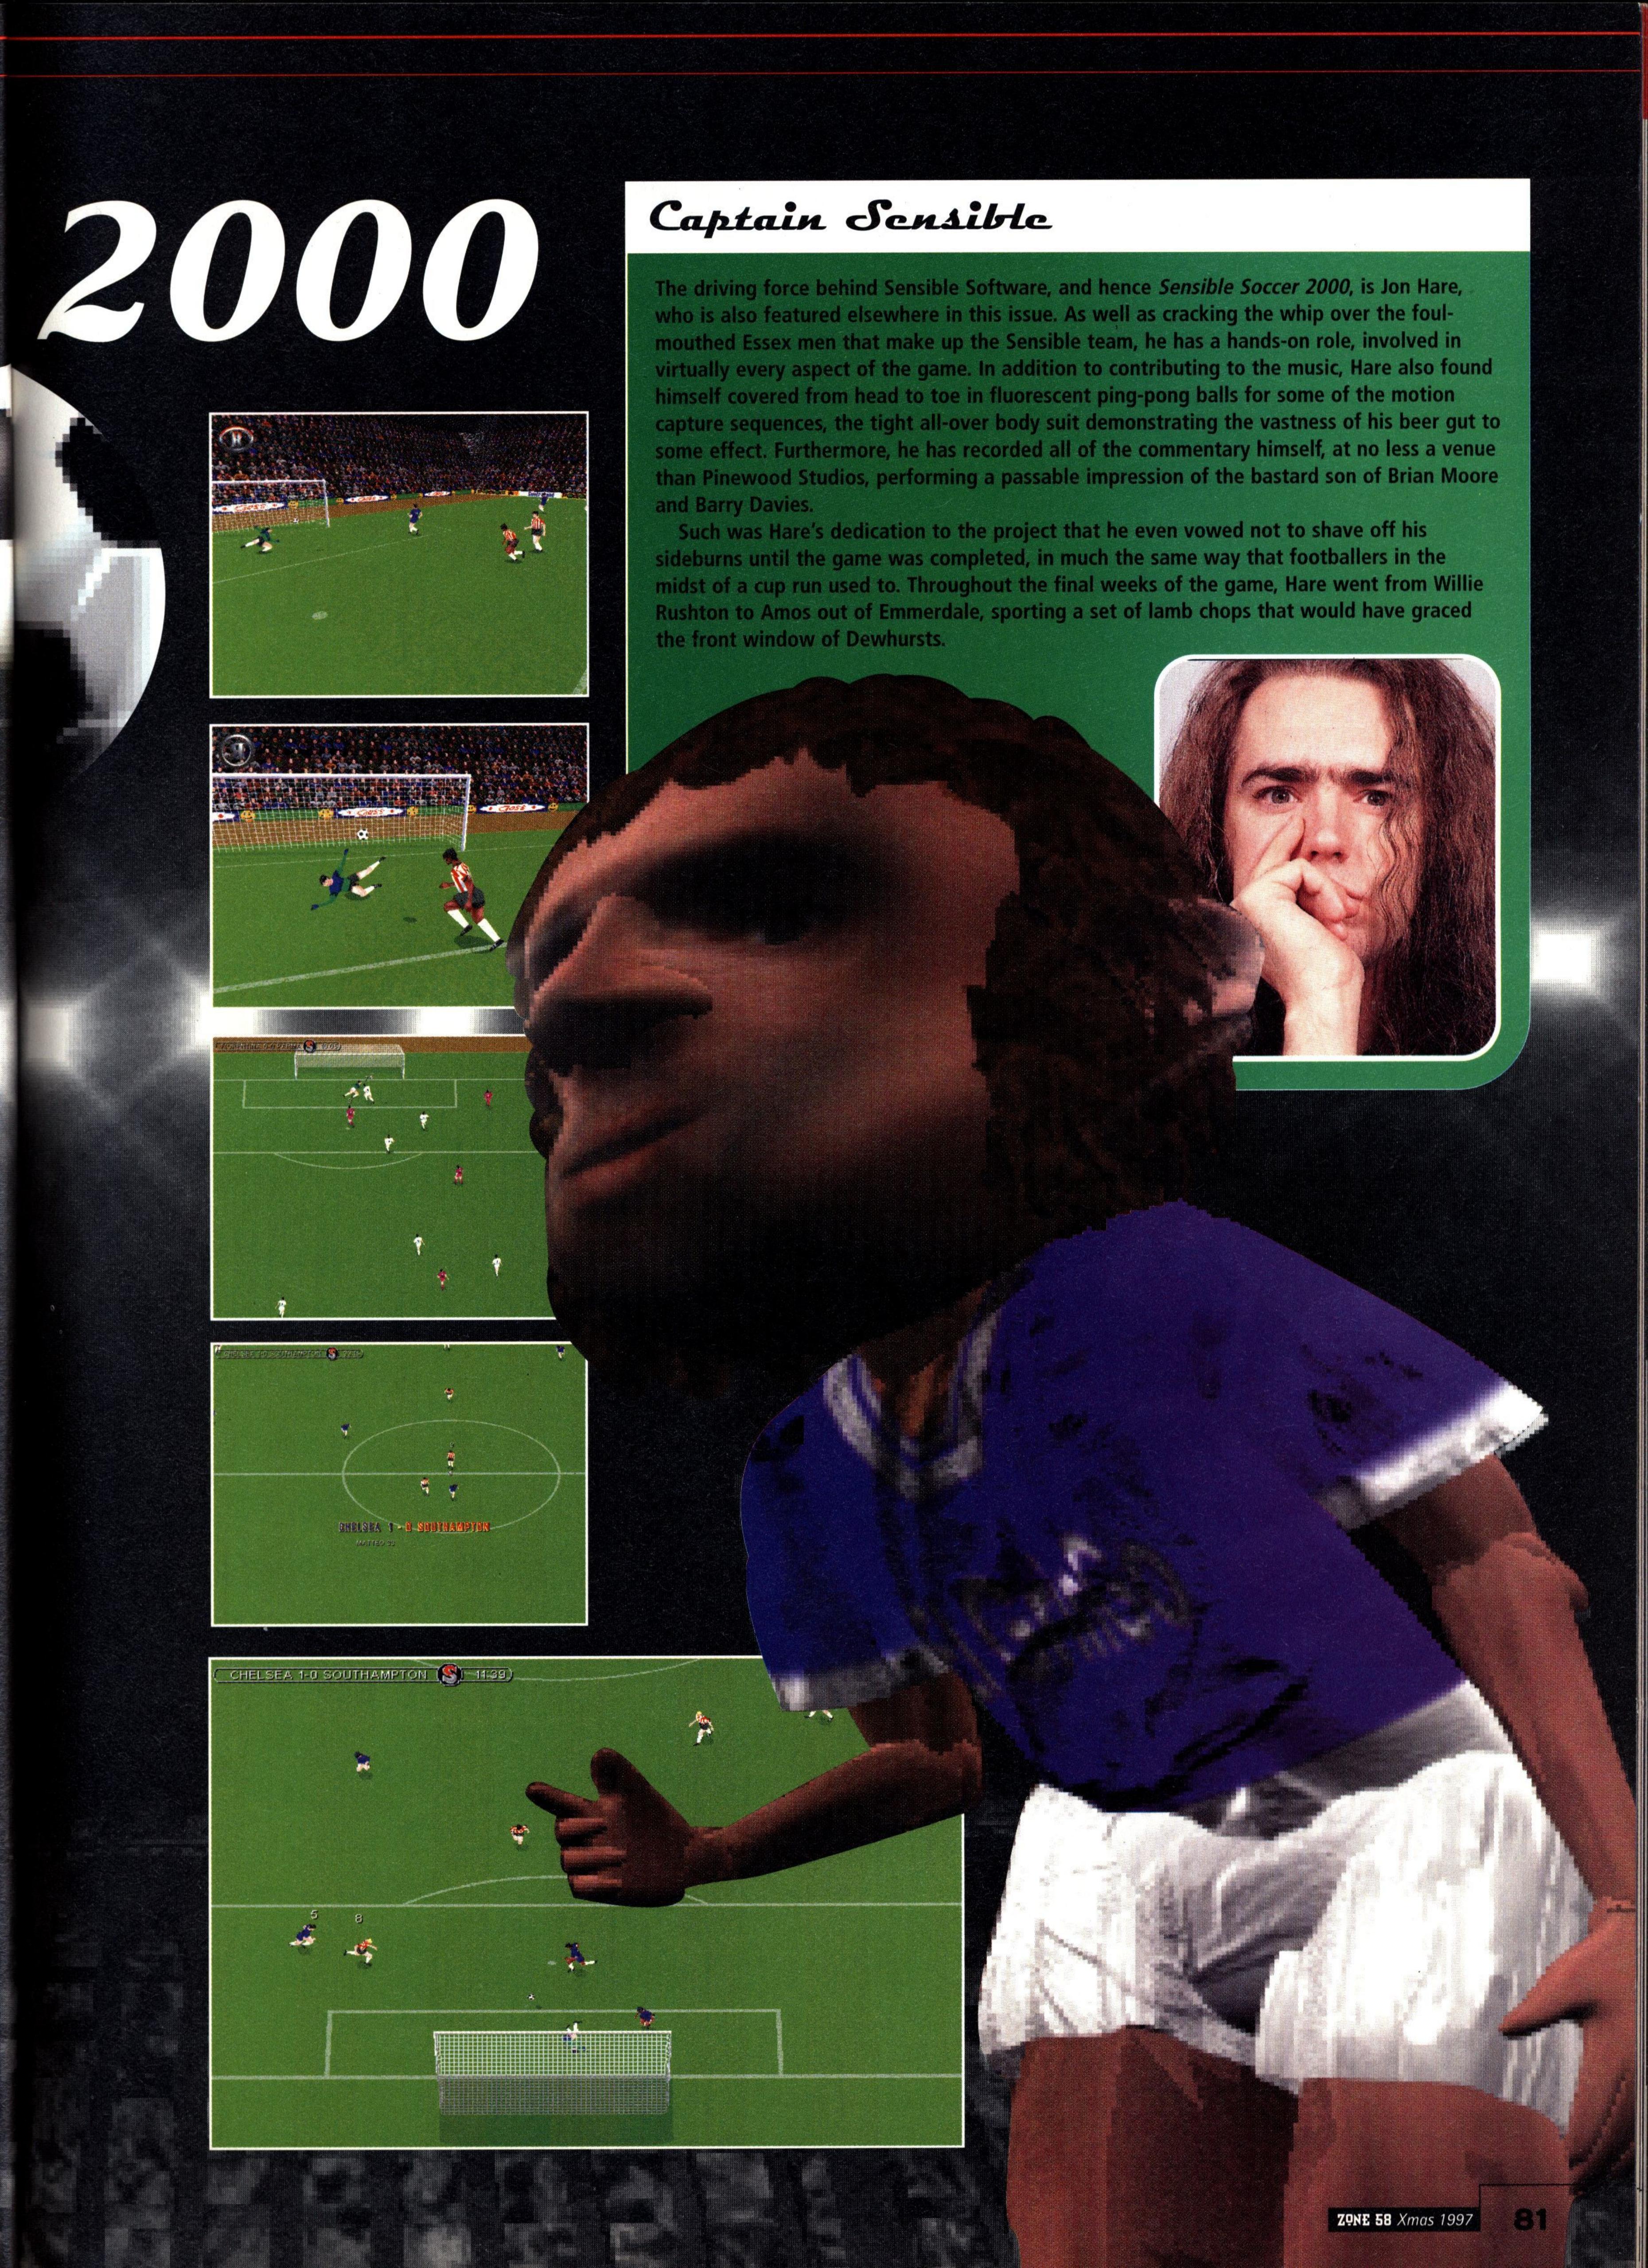 2000
Captain Sensible
The driving force behind Sensible Software, and hence Sensible Soccer 2000, is Jon Hare,
who is also featured elsewhere in this issue. As well as cracking the whip over the foul-
mouthed Essex men that make up the Sensible team, he has a hands-on role, involved in
virtually every aspect of the game. In addition to contributing to the music, Hare also found
himself covered from head to toe in fluorescent ping-pong balls for some of the motion
capture sequences, the tight all-over body suit demonstrating the vastness of his beer gut to
some effect. Furthermore, he has recorded all of the commentary himself, at no less a venue
than Pinewood Studios, performing a passable impression of the bastard son of Brian Moore
and Barry Davies.
Such was Hare's dedication to the project that he even vowed not to shave off his
sideburns until the game was completed, in much the same way that footballers in the
midst of a cup run used to. Throughout the final weeks of the game, Hare went from Willie
Rushton to Amos out of Emmerdale, sporting a set of lamb chops that would have graced
the front window of Dewhursts.
CHELSEA 1 - 0 SOUTHAMPTON
CHELSEA 1-0 SOUTHAMPTON S 11:39
5 8
ZONE 58 Xmas 1997 81